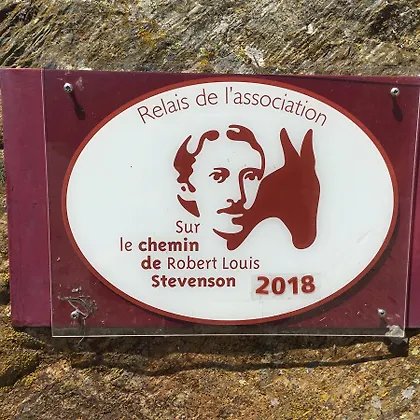 Relais de l'association
Sur
le chemin
de Robert Louis
Stevenson 2018